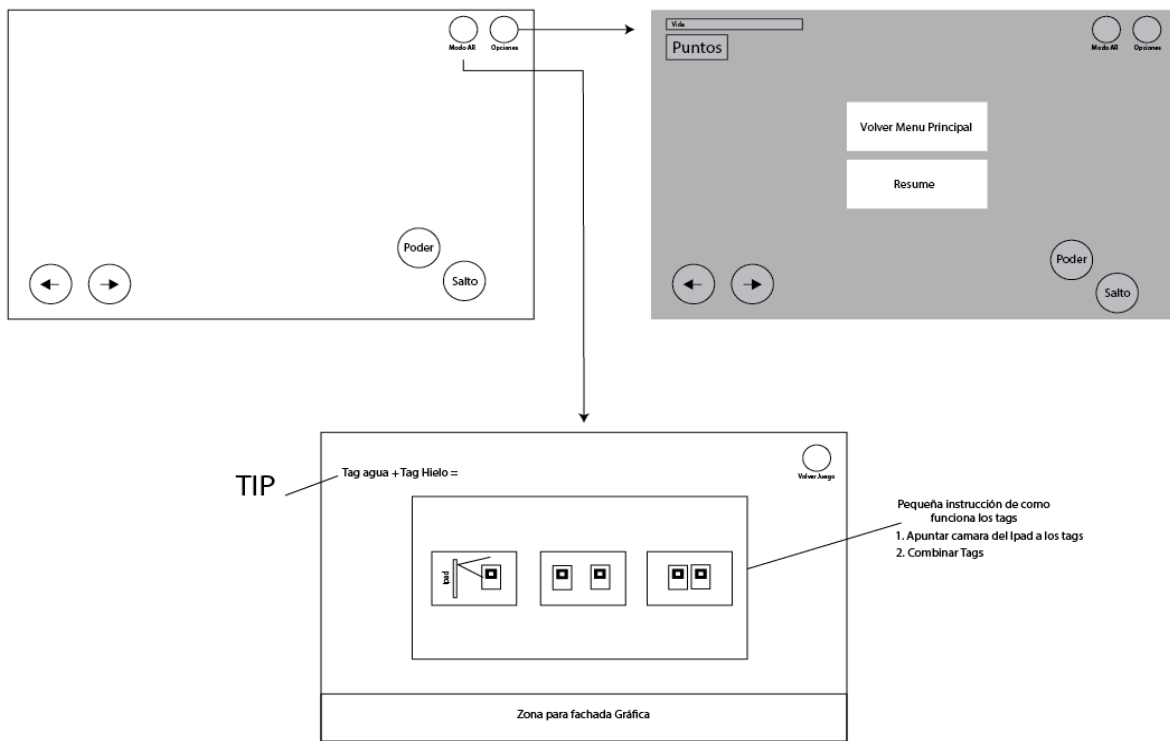 Modo AR
Opciones
Poder
Salto
Vida
Puntos
Modo AR
Opciones
Volver Menu Principal
Resume
Poder
Salto
TIP
Tag agua + Tag Hielo =
Volver Juego
Ipad
Pequeña instrucción de como
funciona los tags
1. Apuntar camara del Ipad a los tags
2. Combinar Tags
Zona para fachada Gráfica